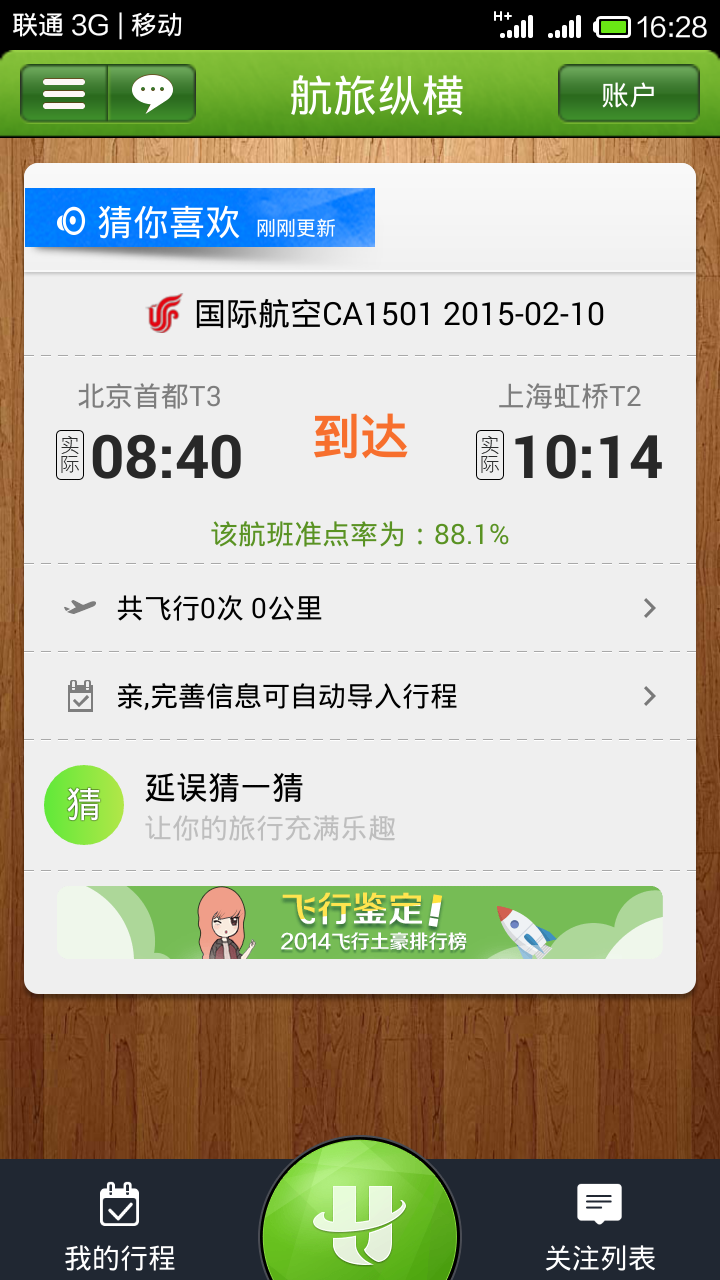 联通 3G | 移动
H+ 16:28
航旅纵横
账户
猜你喜欢 刚刚更新
国际航空CA1501 2015-02-10
北京首都T3
上海虹桥T2
实际 08:40
到达
实际 10:14
该航班准点率为：88.1%
共飞行0次 0公里
亲,完善信息可自动导入行程
猜
延误猜一猜
让你的旅行充满乐趣
飞行鉴定!
2014飞行土豪排行榜
我的行程
关注列表